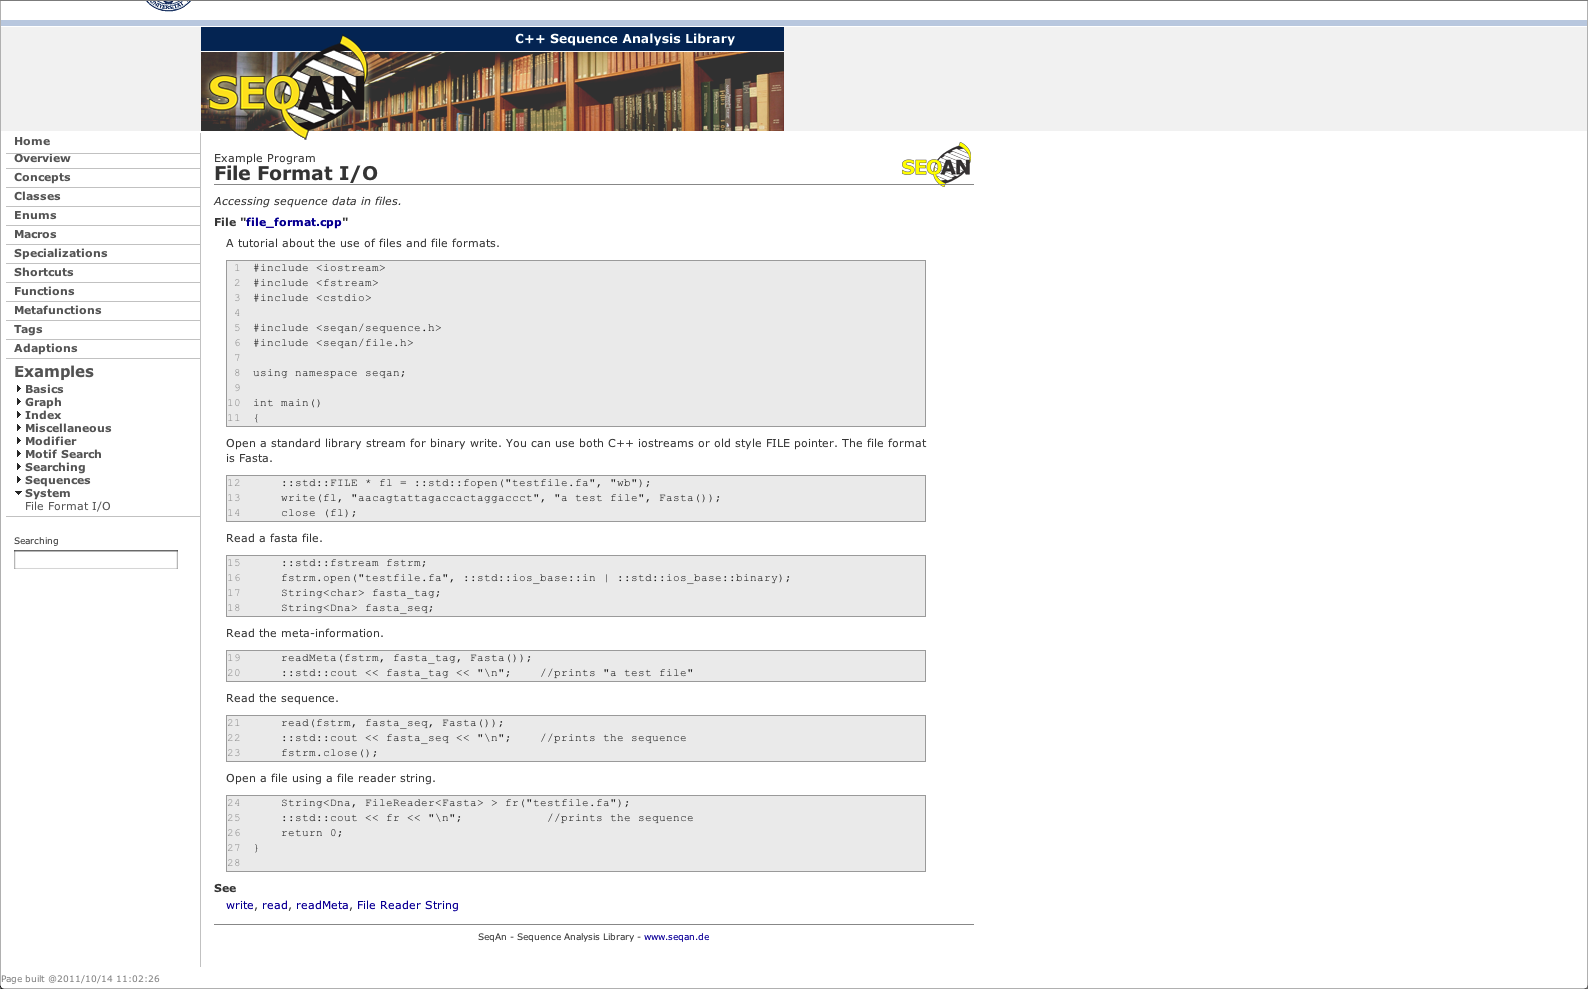 C++ Sequence Analysis Library
SEQAN
Home
Overview
Concepts
Classes
Enums
Macros
Specializations
Shortcuts
Functions
Metafunctions
Tags
Adaptions
Examples
Basics
Graph
Index
Miscellaneous
Modifier
Motif Search
Searching
Sequences
System
File Format I/O
Searching
Example Program
File Format I/O
SEQAN
Accessing sequence data in files.
File "file_format.cpp"
A tutorial about the use of files and file formats.
1 #include <iostream>
2 #include <fstream>
3 #include <cstdio>
4
5 #include <seqan/sequence.h>
6 #include <seqan/file.h>
7
8 using namespace seqan;
9
10 int main()
11 {
Open a standard library stream for binary write. You can use both C++ iostreams or old style FILE pointer. The file format
is Fasta.
12     ::std::FILE * fl = ::std::fopen("testfile.fa", "wb");
13     write(fl, "aacagtattagaccactaggaccct", "a test file", Fasta());
14     close (fl);
Read a fasta file.
15     ::std::fstream fstrm;
16     fstrm.open("testfile.fa", ::std::ios_base::in | ::std::ios_base::binary);
17     String<char> fasta_tag;
18     String<Dna> fasta_seq;
Read the meta-information.
19     readMeta(fstrm, fasta_tag, Fasta());
20     ::std::cout << fasta_tag << "\n";    //prints "a test file"
Read the sequence.
21     read(fstrm, fasta_seq, Fasta());
22     ::std::cout << fasta_seq << "\n";    //prints the sequence
23     fstrm.close();
Open a file using a file reader string.
24     String<Dna, FileReader<Fasta> > fr("testfile.fa");
25     ::std::cout << fr << "\n";            //prints the sequence
26     return 0;
27 }
28
See
write, read, readMeta, File Reader String
SeqAn - Sequence Analysis Library - www.seqan.de
Page built @2011/10/14 11:02:26